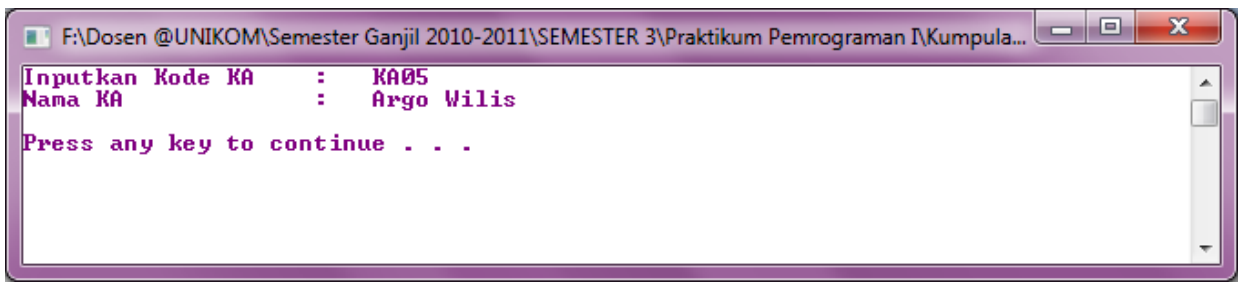 F:\Dosen @UNIKOM\Semester Ganjil 2010-2011\SEMESTER 3\Praktikum Pemrograman I\Kumpula...
Inputkan Kode KA : KA05
Nama KA : Argo Wilis
Press any key to continue . . .